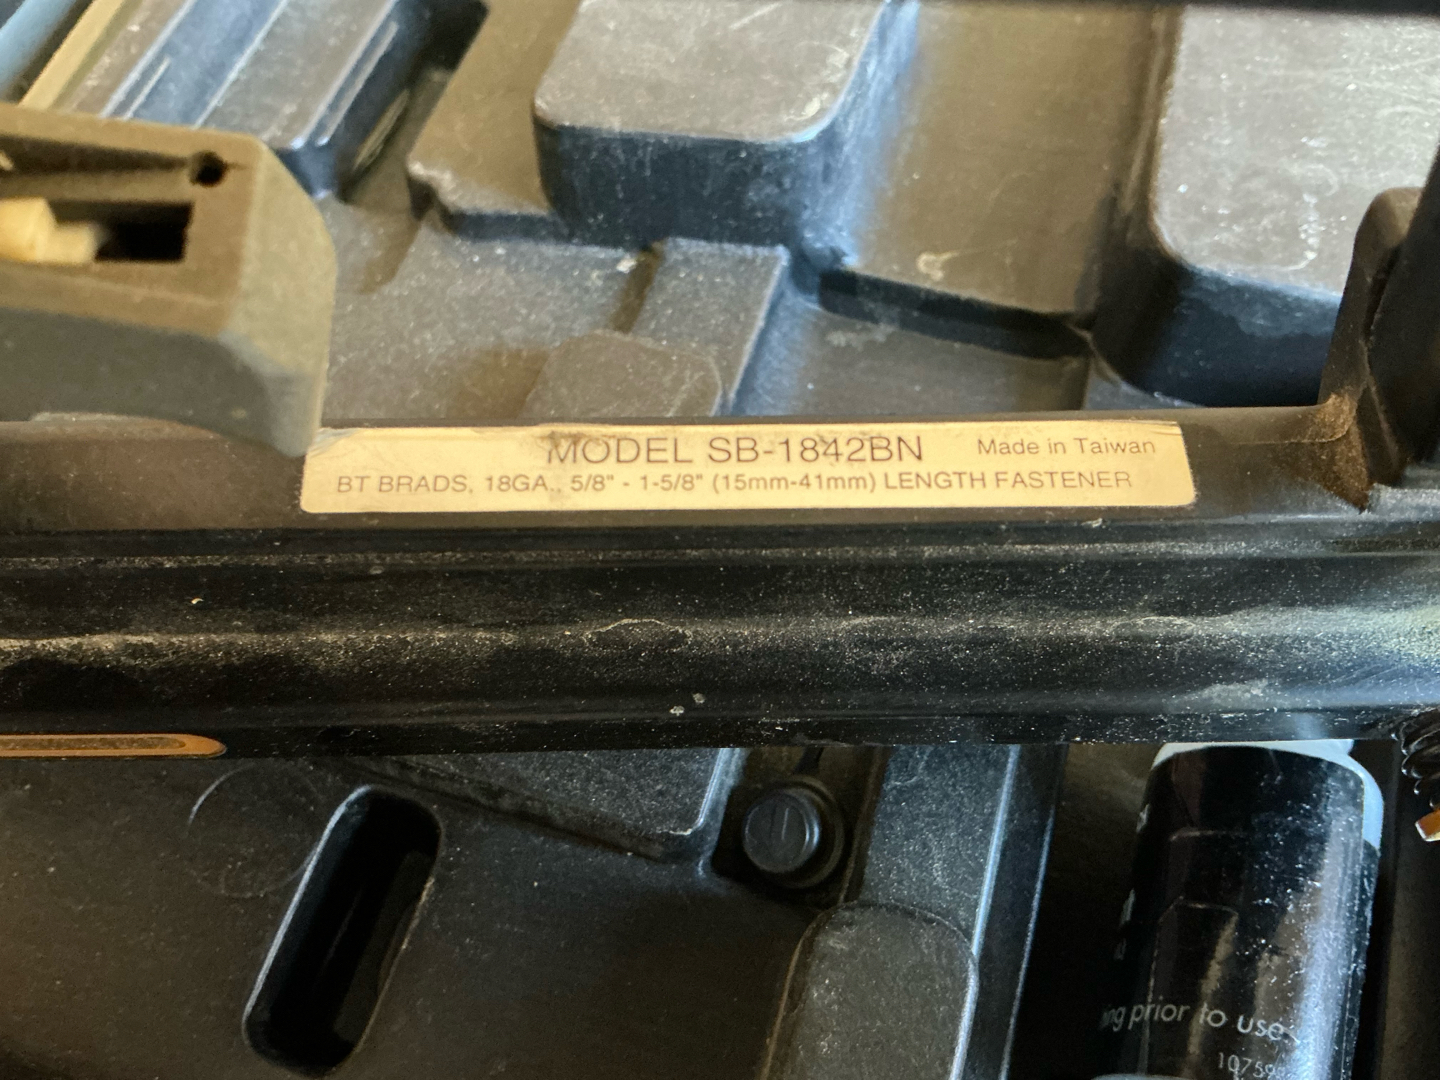 MODEL SB-1842BN Made in Taiwan
BT BRADS, 18GA., 5/8" - 1-5/8" (15mm-41mm) LENGTH FASTENER
prior to use.